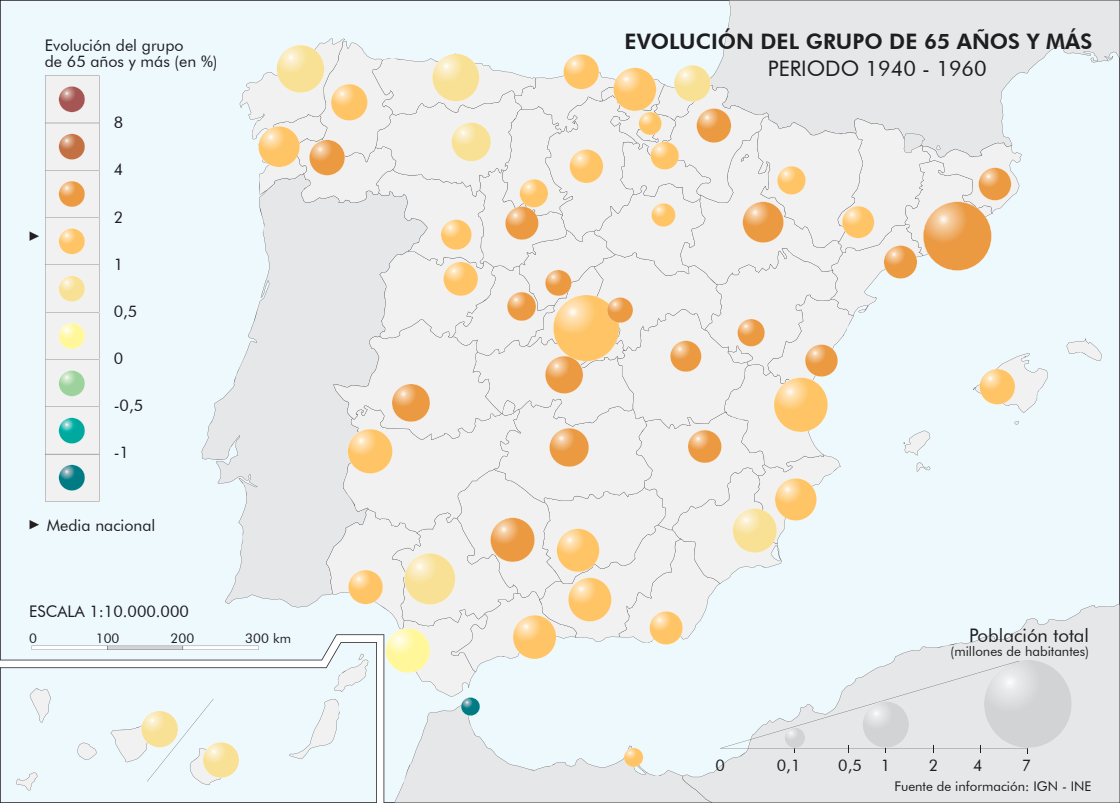 EVOLUCIÓN DEL GRUPO DE 65 AÑOS Y MÁS
PERIODO 1940 - 1960
Evolución del grupo
de 65 años y más (en %)
8
4
2
1
0,5
0
-0,5
-1
Media nacional
ESCALA 1:10.000.000
0 100 200 300 km
Población total
(millones de habitantes)
0 0,1 0,5 1 2 4 7
Fuente de información: IGN - INE